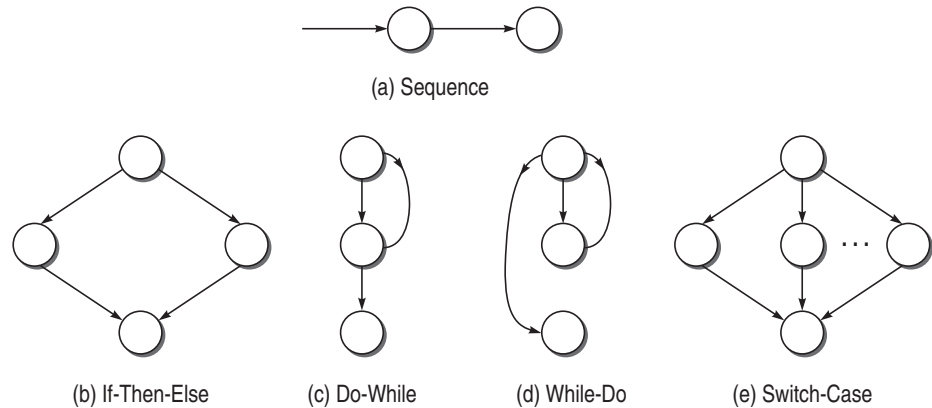 (a) Sequence
...
(b) If-Then-Else
(c) Do-While
(d) While-Do
(e) Switch-Case